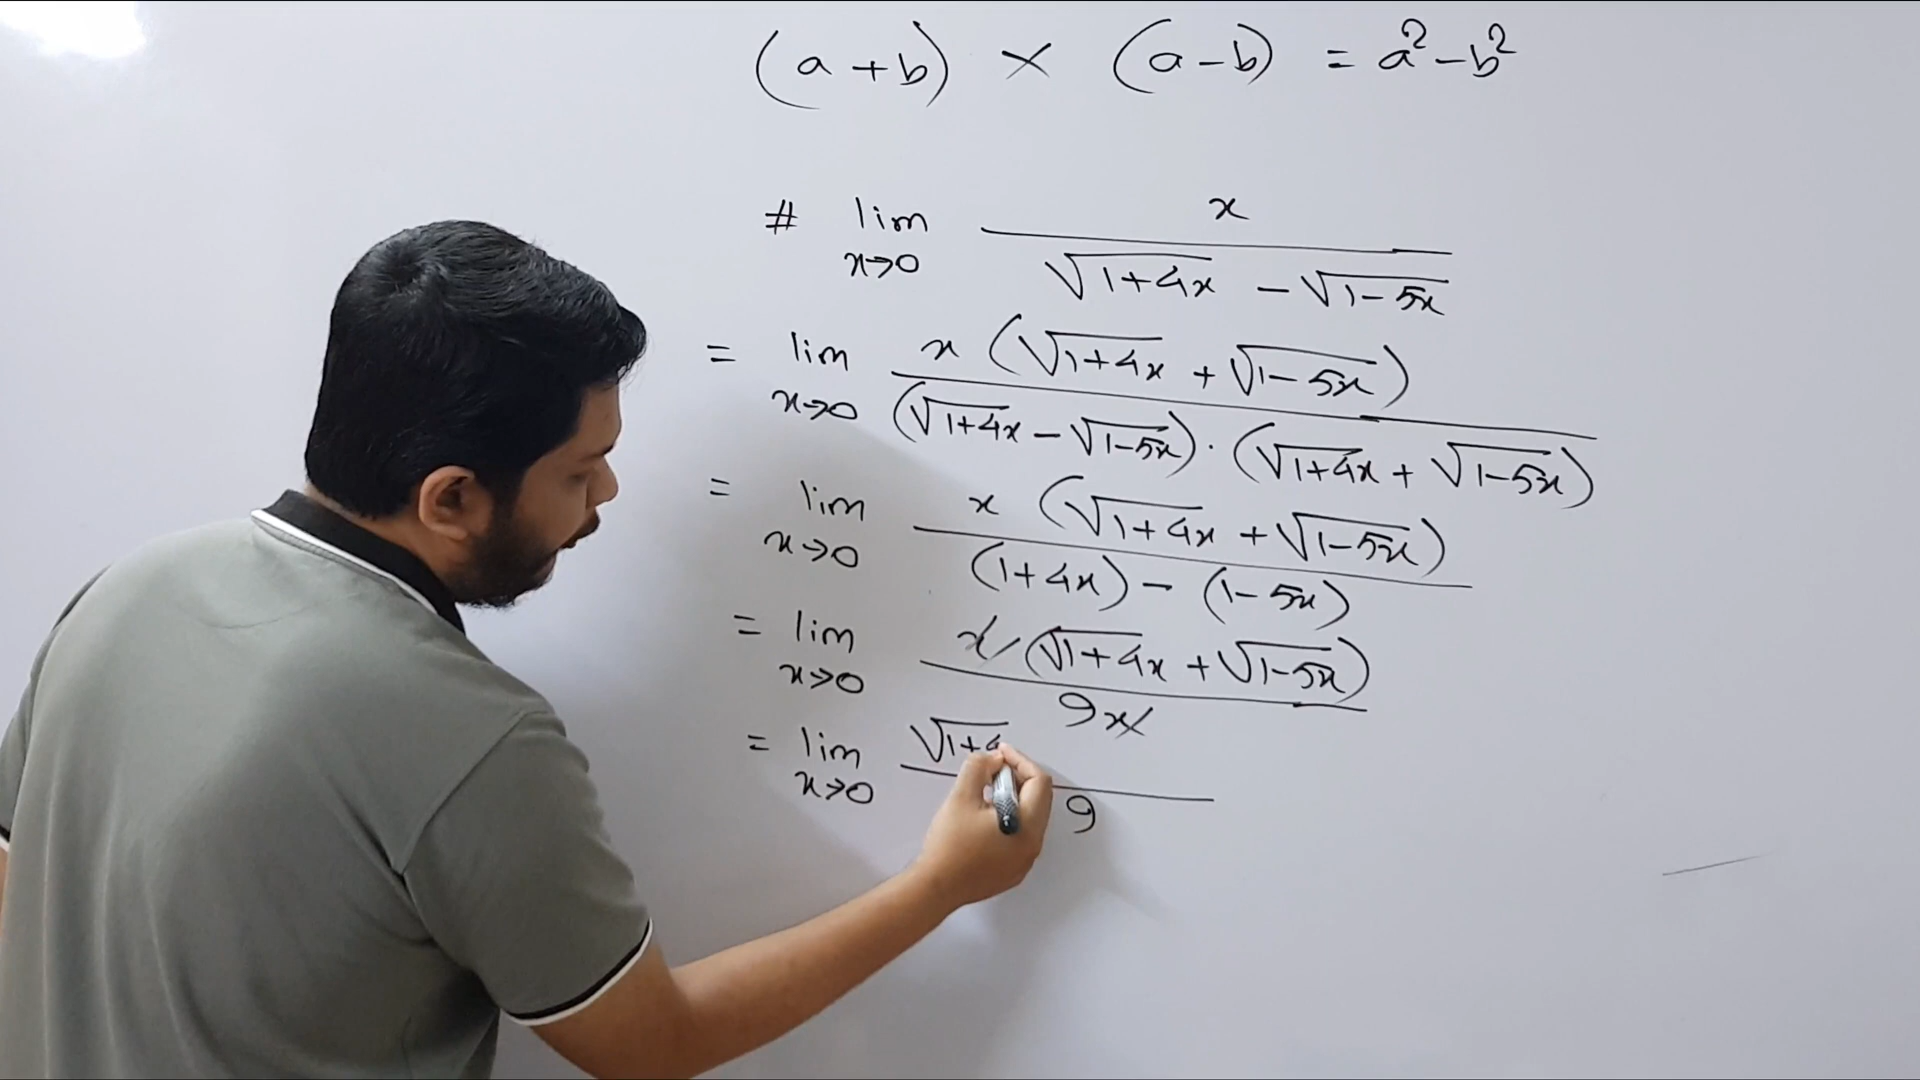 (a + b) × (a - b) = a² - b²
# lim x→0 x / √1+4x - √1-5x
= lim x→0 x (√1+4x + √1-5x) / (√1+4x - √1-5x) . (√1+4x + √1-5x)
= lim x→0 x (√1+4x + √1-5x) / (1+4x) - (1-5x)
= lim x→0 x (√1+4x + √1-5x) / 9x
= lim x→0 √1+4 / 9